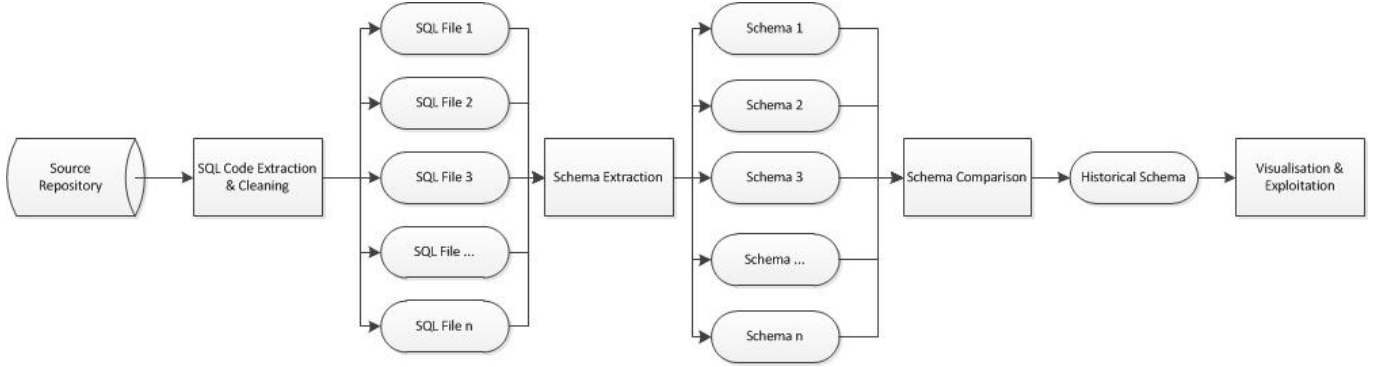 Source
Repository
SQL Code Extraction
& Cleaning
SQL File 1
SQL File 2
SQL File 3
SQL File ...
SQL File n
Schema Extraction
Schema 1
Schema 2
Schema 3
Schema ...
Schema n
Schema Comparison
Historical Schema
Visualisation &
Exploitation